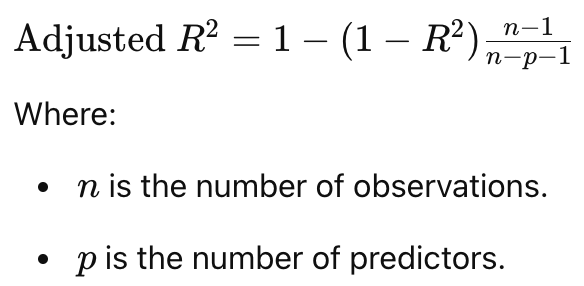 Adjusted R² = 1 − (1 − R²) n−1/n−p−1
Where:
• n is the number of observations.
• p is the number of predictors.